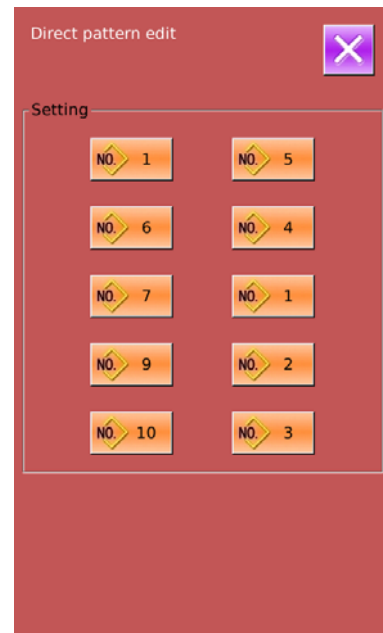 Direct pattern edit
Setting
NO. 1 NO. 5
NO. 6 NO. 4
NO. 7 NO. 1
NO. 9 NO. 2
NO. 10 NO. 3